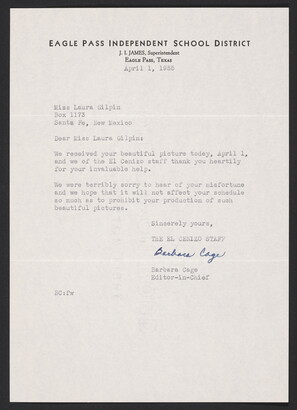 EAGLE PASS INDEPENDENT SCHOOL DISTRICT
J. I. JAMES, Superintendent
EAGLE PASS, TEXAS
April 1, 1955
Miss Laura Gilpin
Box 1173
Santa Fe, New Mexico
Dear Miss Laura Gilpin:
We received your beautiful picture today, April 1,
and we of the El Cenizo staff thank you heartily
for your invaluable help.
We were terribly sorry to hear of your misfortune
and we hope that it will not effect your schedule
so much as to prohibit your production of such
beautiful pictures.
Sincerely yours,
THE EL CENIZO STAFF
Barbara Cage
Barbara Cage
Editor-in-Chief
BC:fw